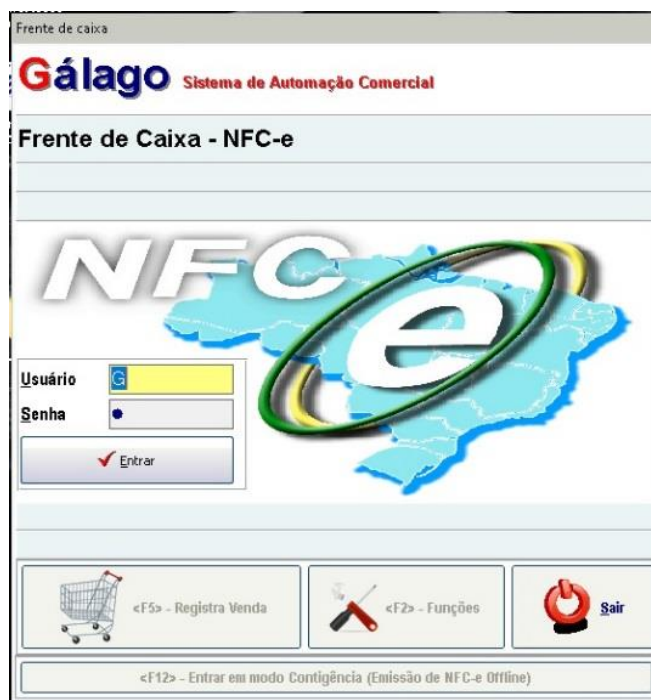 Frente de caixa
Gálago Sistema de Automação Comercial
Frente de Caixa - NFC-e
NFC
e
Usuário G
Senha
Entrar
<F5> - Registra Venda
<F2> - Funções
Sair
<F12> - Entrar em modo Contigência (Emissão de NFC-e Offline)